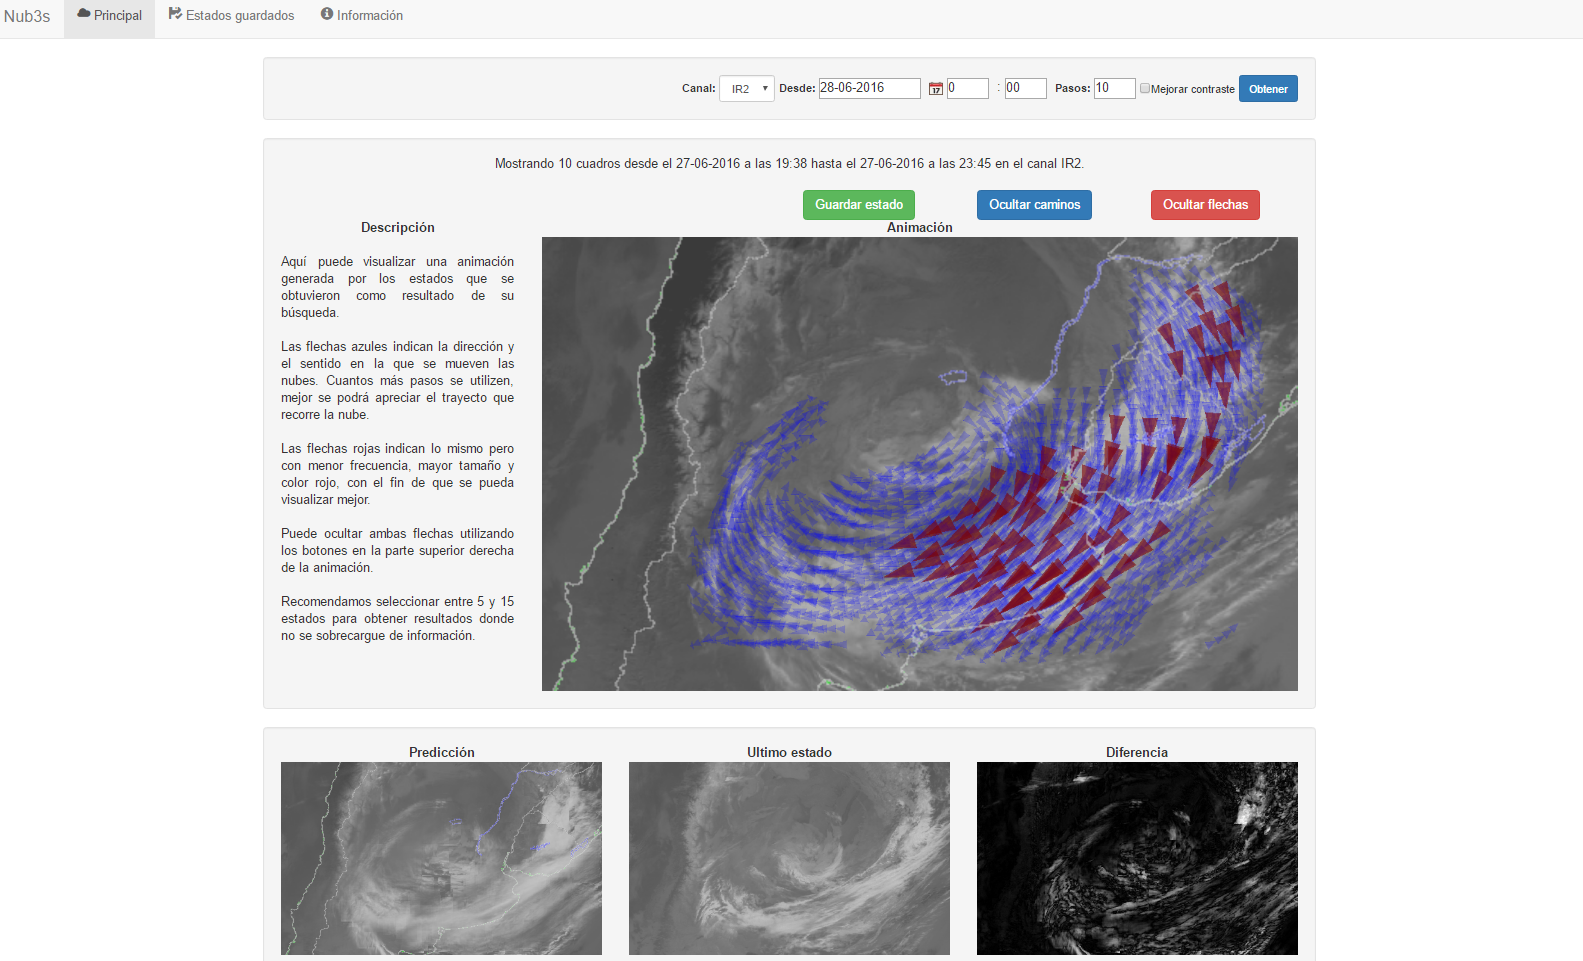 Nub3s Principal Estados guardados Información
Canal: IR2 Desde: 28-06-2016 17 0 : 00 Pasos: 10 Mejorar contraste Obtener
Mostrando 10 cuadros desde el 27-06-2016 a las 19:38 hasta el 27-06-2016 a las 23:45 en el canal IR2.
Guardar estado Ocultar caminos Ocultar flechas
Descripción
Aquí puede visualizar una animación
generada por los estados que se
obtuvieron como resultado de su
búsqueda.
Las flechas azules indican la dirección y
el sentido en la que se mueven las
nubes. Cuantos más pasos se utilizen,
mejor se podrá apreciar el trayecto que
recorre la nube.
Las flechas rojas indican lo mismo pero
con menor frecuencia, mayor tamaño y
color rojo, con el fin de que se pueda
visualizar mejor.
Puede ocultar ambas flechas utilizando
los botones en la parte superior derecha
de la animación.
Recomendamos seleccionar entre 5 y 15
estados para obtener resultados donde
no se sobrecargue de información.
Animación
Predicción
Ultimo estado
Diferencia